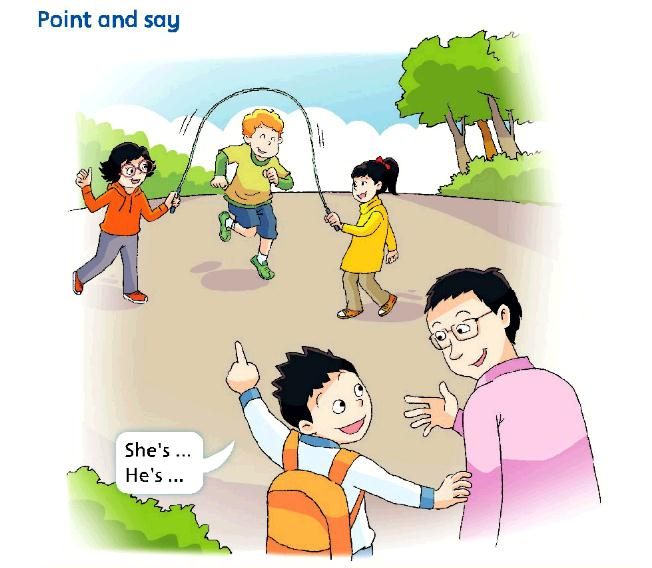 Point and say
She's ...
He's ...